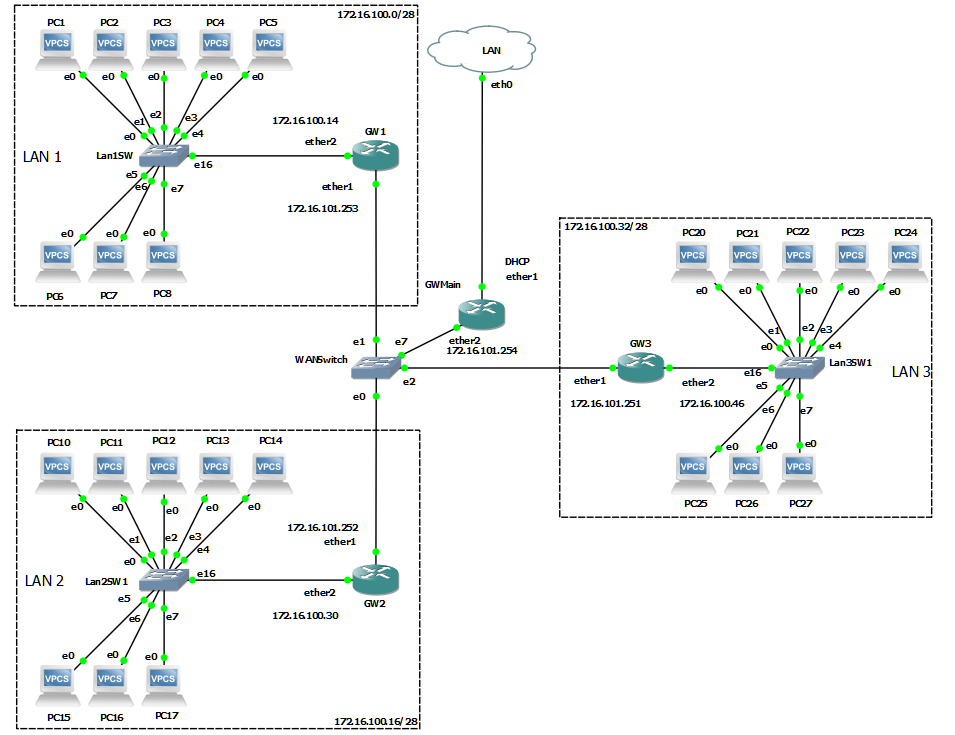 172.16.100.0/28
PC1 PC2 PC3 PC4 PC5
VPCS VPCS VPCS VPCS VPCS
e0 e0 e0 e0 e0
e1 e2 e3
e0 e4
Lan1SW
e16
LAN 1
172.16.100.14
ether2
GW1
ether1
172.16.101.253
e5
e6 e7
e0 e0 e0
VPCS VPCS VPCS
PC6 PC7 PC8
LAN
eth0
DHCP
ether1
GWMain
ether2
172.16.101.254
e1 e7
WANSwitch
e2
e0
172.16.100.32/28
PC20 PC21 PC22 PC23 PC24
VPCS VPCS VPCS VPCS VPCS
e0 e0 e0 e0 e0
e1 e2 e3
e0 e4
GW3
ether1
172.16.101.251
ether2
172.16.100.46
e16
Lan3SW1
LAN 3
e5
e6 e7
e0 e0 e0
VPCS VPCS VPCS
PC25 PC26 PC27
PC10 PC11 PC12 PC13 PC14
VPCS VPCS VPCS VPCS VPCS
e0 e0 e0 e0 e0
e1 e2 e3
e0 e4
172.16.101.252
ether1
LAN 2
Lan2SW1
e16
ether2
GW2
172.16.100.30
e5
e6 e7
e0 e0 e0
VPCS VPCS VPCS
PC15 PC16 PC17
172.16.100.16/28